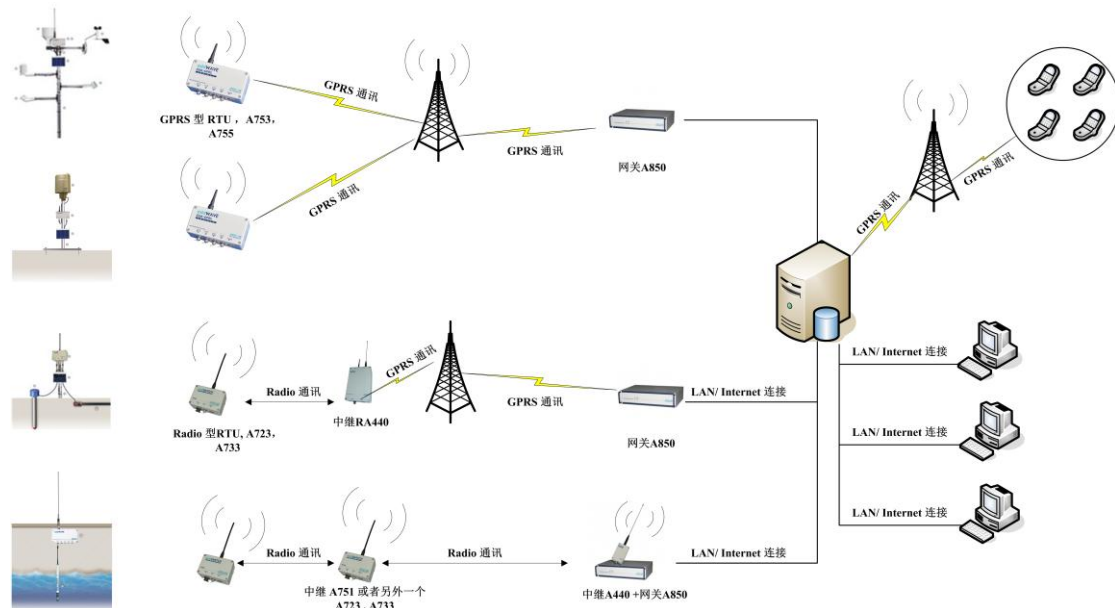 GPRS 通讯
GPRS 型 RTU ，A753，
A755
GPRS 通讯
网关A850
GPRS 通讯
GPRS 通讯
GPRS 通讯
LAN/ Internet 连接
Radio 通讯
GPRS 通讯
中继RA440
GPRS 通讯
LAN/ Internet 连接
网关A850
Radio 型RTU, A723，
A733
LAN/ Internet 连接
LAN/ Internet 连接
Radio 通讯
Radio 通讯
LAN/ Internet 连接
中继 A751 或者另外一个
A723 , A733
中继A440 +网关A850